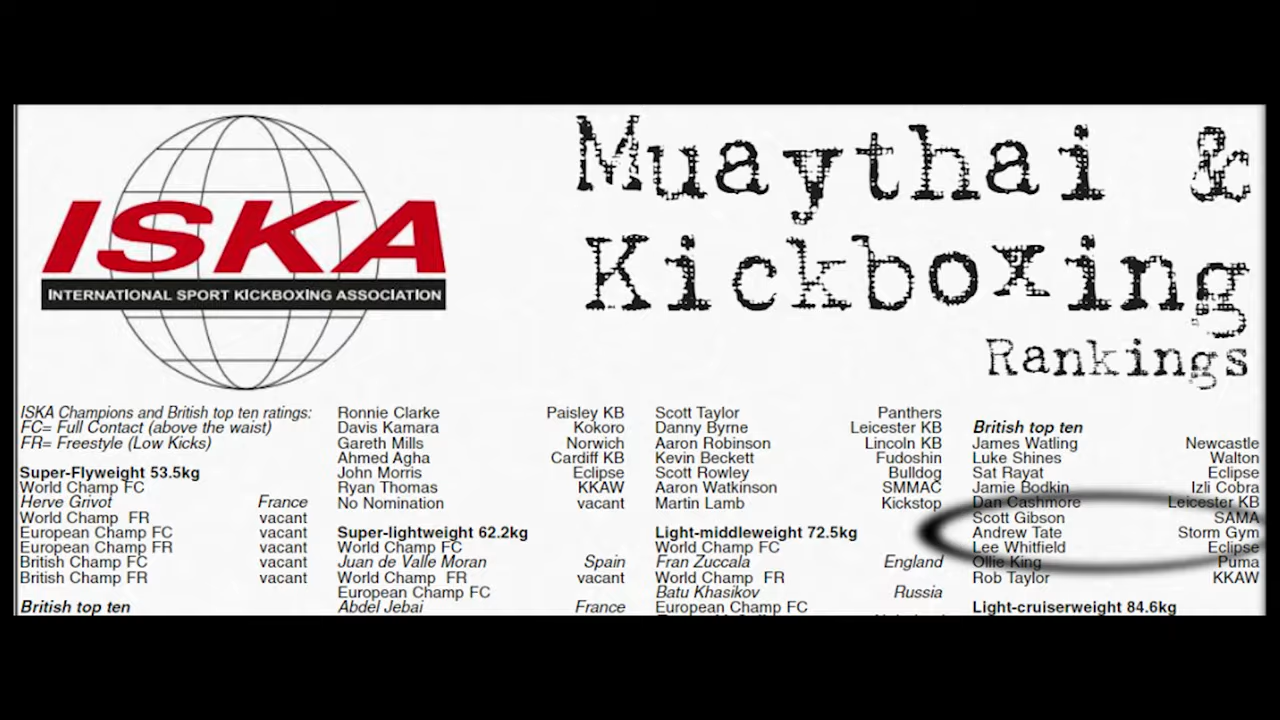 ISKA
INTERNATIONAL SPORT KICKBOXING ASSOCIATION
Muaythai &
Kickboxing
Rankings
ISKA Champions and British top ten ratings:
FC= Full Contact (above the waist)
FR= Freestyle (Low Kicks)
Super-Flyweight 53.5kg
World Champ FC
Herve Grivot France
World Champ FR vacant
European Champ FC vacant
European Champ FR vacant
British Champ FC vacant
British Champ FR vacant
British top ten
Ronnie Clarke Paisley KB
Davis Kamara Kokoro
Gareth Mills Norwich
Ahmed Agha Cardiff KB
John Morris Eclipse
Ryan Thomas KKAW
No Nomination vacant
Super-lightweight 62.2kg
World Champ FC
Juan de Valle Moran Spain
World Champ FR vacant
European Champ FC
Abdel Jebai France
Scott Taylor Panthers
Danny Byrne Leicester KB
Aaron Robinson Lincoln KB
Kevin Beckett Fudoshin
Scott Rowley Bulldog
Aaron Watkinson SMMAC
Martin Lamb Kickstop
Light-middleweight 72.5kg
World Champ FC
Fran Zuccala England
World Champ FR
Batu Khasikov Russia
European Champ FC
British top ten
James Watling Newcastle
Luke Shines Walton
Sat Rayat Eclipse
Jamie Bodkin Izli Cobra
Dan Cashmore Leicester KB
Scott Gibson SAMA
Andrew Tate Storm Gym
Lee Whitfield Eclipse
Ollie King Puma
Rob Taylor KKAW
Light-cruiserweight 84.6kg